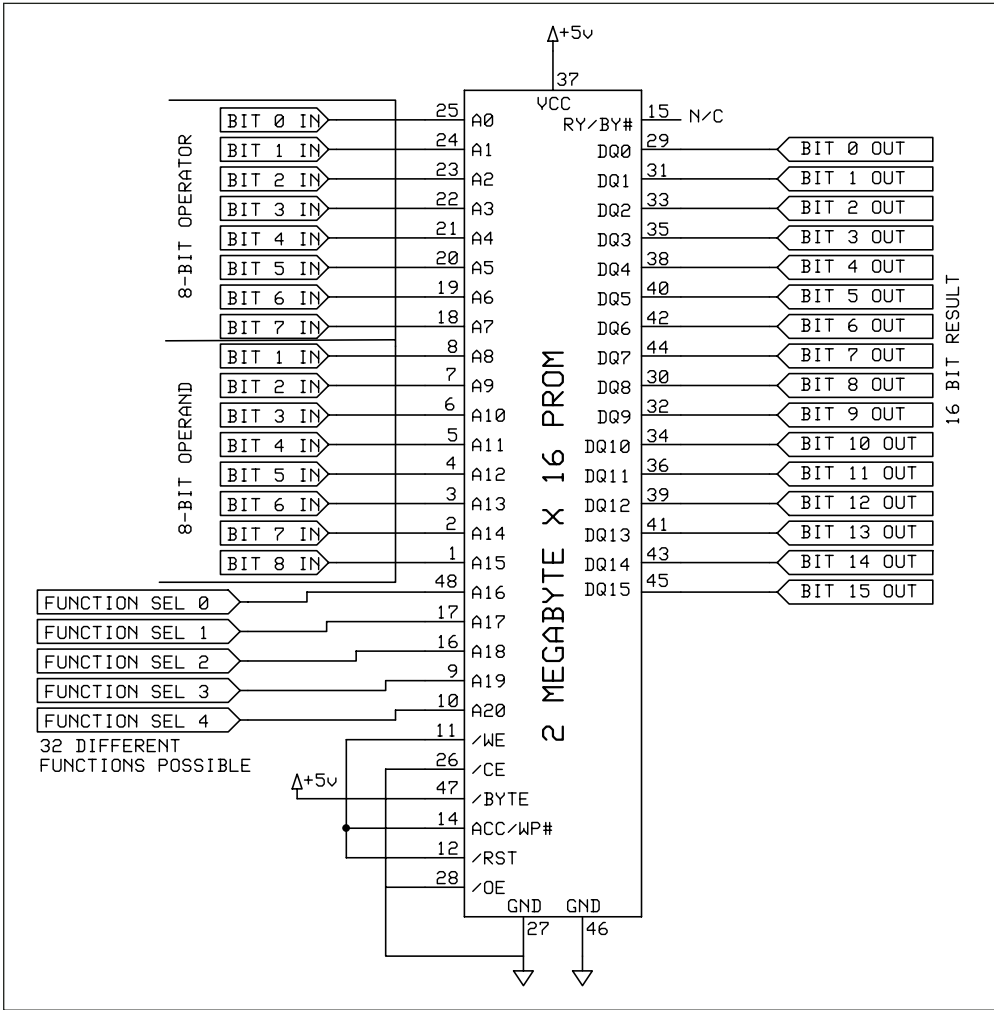 +5v
37
VCC
8-BIT OPERATOR
BIT 0 IN 25 A0
BIT 1 IN 24 A1
BIT 2 IN 23 A2
BIT 3 IN 22 A3
BIT 4 IN 21 A4
BIT 5 IN 20 A5
BIT 6 IN 19 A6
BIT 7 IN 18 A7
8-BIT OPERAND
BIT 1 IN 8 A8
BIT 2 IN 7 A9
BIT 3 IN 6 A10
BIT 4 IN 5 A11
BIT 5 IN 4 A12
BIT 6 IN 3 A13
BIT 7 IN 2 A14
BIT 8 IN 1 A15
FUNCTION SEL 0 48 A16
FUNCTION SEL 1 17 A17
FUNCTION SEL 2 16 A18
FUNCTION SEL 3 9 A19
FUNCTION SEL 4 10 A20
32 DIFFERENT
FUNCTIONS POSSIBLE
11 /WE
26 /CE
+5v
47 /BYTE
14 ACC/WP#
12 /RST
28 /OE
2 MEGABYTE X 16 PROM
RY/BY# 15 N/C
DQ0 29 BIT 0 OUT
DQ1 31 BIT 1 OUT
DQ2 33 BIT 2 OUT
DQ3 35 BIT 3 OUT
DQ4 38 BIT 4 OUT
DQ5 40 BIT 5 OUT
DQ6 42 BIT 6 OUT
DQ7 44 BIT 7 OUT
DQ8 30 BIT 8 OUT
DQ9 32 BIT 9 OUT
DQ10 34 BIT 10 OUT
DQ11 36 BIT 11 OUT
DQ12 39 BIT 12 OUT
DQ13 41 BIT 13 OUT
DQ14 43 BIT 14 OUT
DQ15 45 BIT 15 OUT
16 BIT RESULT
GND GND
27 46